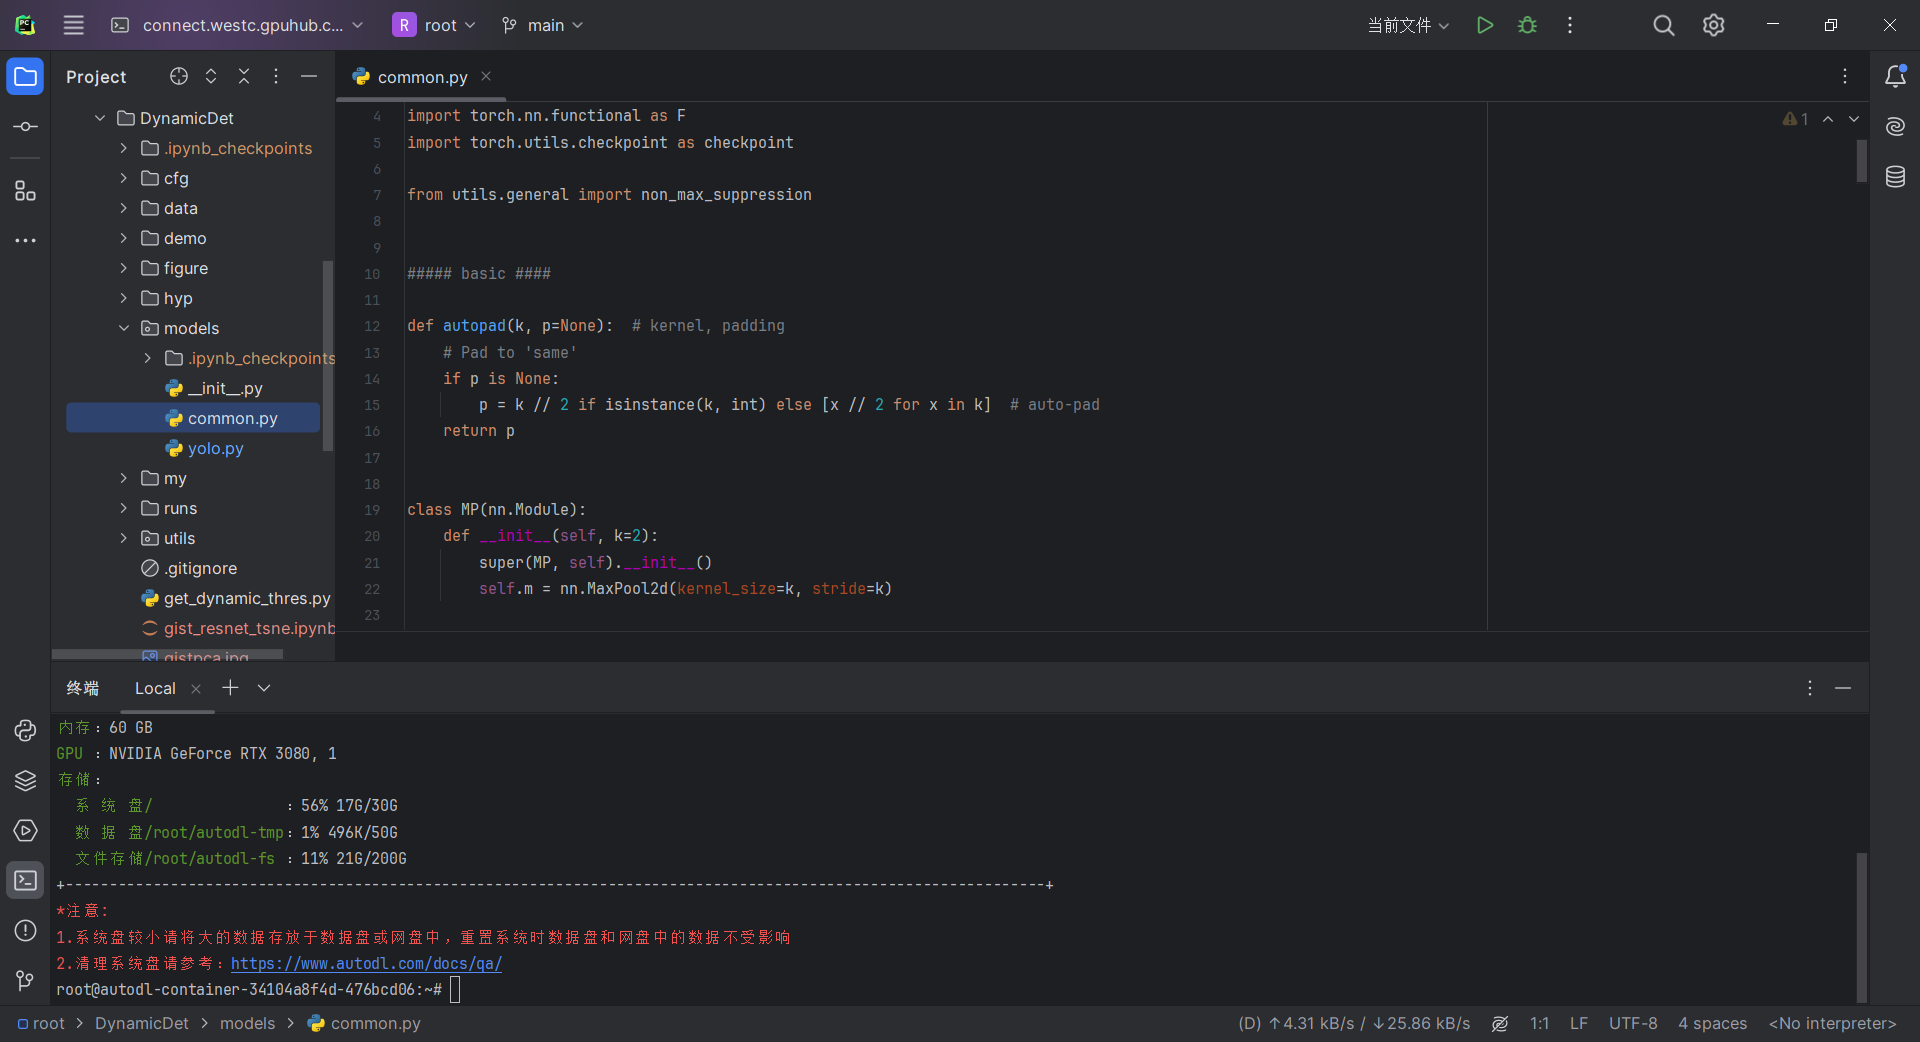 connect.westc.gpuhub.c...
R root
main
当前文件
Project
DynamicDet
.ipynb_checkpoints
cfg
data
demo
figure
hyp
models
.ipynb_checkpoints
__init__.py
common.py
yolo.py
my
runs
utils
.gitignore
get_dynamic_thres.py
gist_resnet_tsne.ipynb
gistpca.jpg
common.py
1
4 import torch.nn.functional as F
5 import torch.utils.checkpoint as checkpoint
6
7 from utils.general import non_max_suppression
8
9
10 ##### basic ####
11
12 def autopad(k, p=None):  # kernel, padding
13     # Pad to 'same'
14     if p is None:
15         p = k // 2 if isinstance(k, int) else [x // 2 for x in k]  # auto-pad
16     return p
17
18
19 class MP(nn.Module):
20     def __init__(self, k=2):
21         super(MP, self).__init__()
22         self.m = nn.MaxPool2d(kernel_size=k, stride=k)
23
终端
Local
内存：60 GB
GPU ：NVIDIA GeForce RTX 3080, 1
存储：
系 统 盘/ ：56% 17G/30G
数 据 盘/root/autodl-tmp：1% 496K/50G
文件存储/root/autodl-fs ：11% 21G/200G
+----------------------------------------------------------------------------------------------------------------+
*注意:
1.系统盘较小请将大的数据存放于数据盘或网盘中，重置系统时数据盘和网盘中的数据不受影响
2.清理系统盘请参考：https://www.autodl.com/docs/qa/
root@autodl-container-34104a8f4d-476bcd06:~#
root > DynamicDet > models > common.py
(D) ↑4.31 kB/s / ↓25.86 kB/s
1:1
LF
UTF-8
4 spaces
<No interpreter>